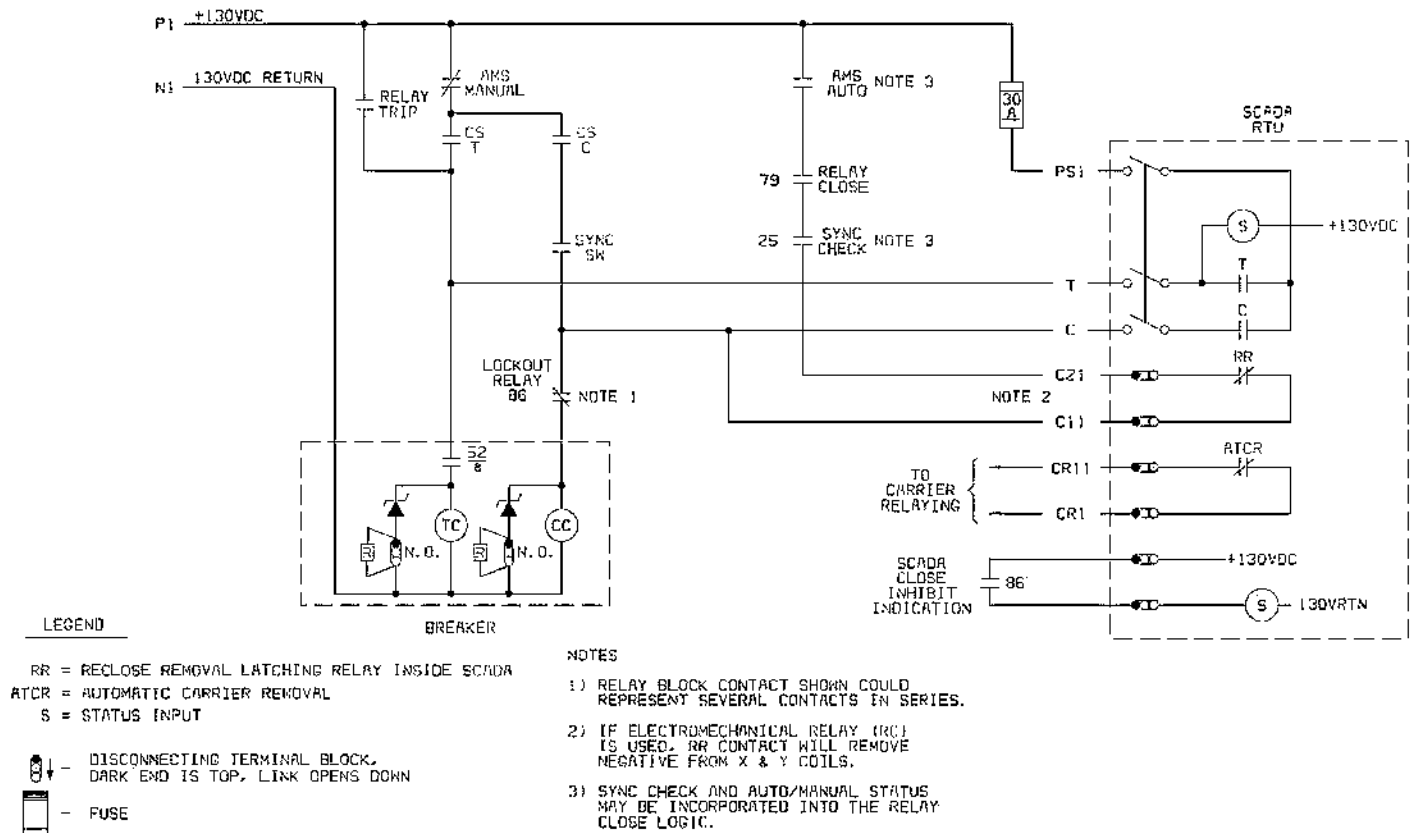 P1 +130VDC
N1 130VDC RETURN
RELAY
TRIP
AMS
MANUAL
CS
T
CS
C
SYNC
SW
AMS
AUTO NOTE 3
79 RELAY
CLOSE
25 SYNC
CHECK NOTE 3
30
A
SCADA
RTU
PS1
S +130VDC
T
T
C
C
LOCKOUT
RELAY
86 NOTE 1
RR
C21
NOTE 2
C11
52
a
TC
CC
R
N.O.
R
N.O.
BREAKER
ATCR
TO
CARRIER
RELAYING
CR11
CR1
SCADA
CLOSE
INHIBIT
INDICATION
86
+130VDC
S 130VRTN
LEGEND
RR = RECLOSE REMOVAL LATCHING RELAY INSIDE SCADA
ATCR = AUTOMATIC CARRIER REMOVAL
S = STATUS INPUT
- DISCONNECTING TERMINAL BLOCK.
DARK END IS TOP, LINK OPENS DOWN
- FUSE
NOTES
1) RELAY BLOCK CONTACT SHOWN COULD
REPRESENT SEVERAL CONTACTS IN SERIES.
2) IF ELECTROMECHANICAL RELAY (RC)
IS USED, RR CONTACT WILL REMOVE
NEGATIVE FROM X & Y COILS.
3) SYNC CHECK AND AUTO/MANUAL STATUS
MAY BE INCORPORATED INTO THE RELAY
CLOSE LOGIC.